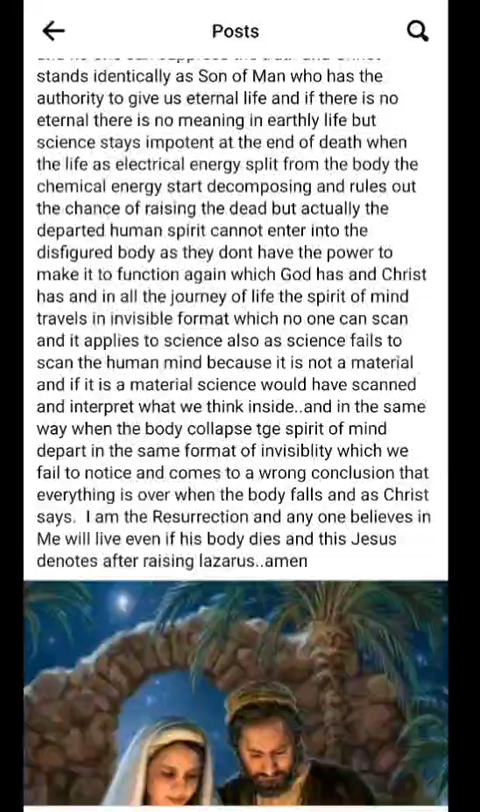 Posts
stands identically as Son of Man who has the
authority to give us eternal life and if there is no
eternal there is no meaning in earthly life but
science stays impotent at the end of death when
the life as electrical energy split from the body the
chemical energy start decomposing and rules out
the chance of raising the dead but actually the
departed human spirit cannot enter into the
disfigured body as they dont have the power to
make it to function again which God has and Christ
has and in all the journey of life the spirit of mind
travels in invisible format which no one can scan
and it applies to science also as science fails to
scan the human mind because it is not a material
and if it is a material science would have scanned
and interpret what we think inside..and in the same
way when the body collapse tge spirit of mind
depart in the same format of invisiblity which we
fail to notice and comes to a wrong conclusion that
everything is over when the body falls and as Christ
says.  I am the Resurrection and any one believes in
Me will live even if his body dies and this Jesus
denotes after raising lazarus..amen